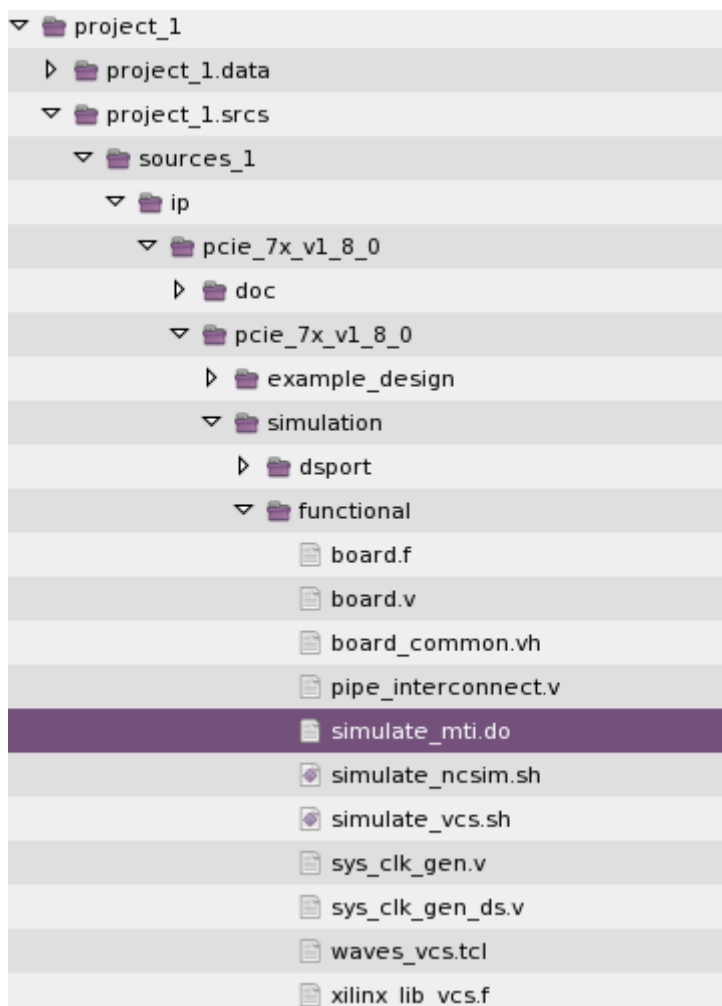 project_1
project_1.data
project_1.srcs
sources_1
ip
pcie_7x_v1_8_0
doc
pcie_7x_v1_8_0
example_design
simulation
dsport
functional
board.f
board.v
board_common.vh
pipe_interconnect.v
simulate_mti.do
simulate_ncsim.sh
simulate_vcs.sh
sys_clk_gen.v
sys_clk_gen_ds.v
waves_vcs.tcl
xilinx_lib_vcs.f